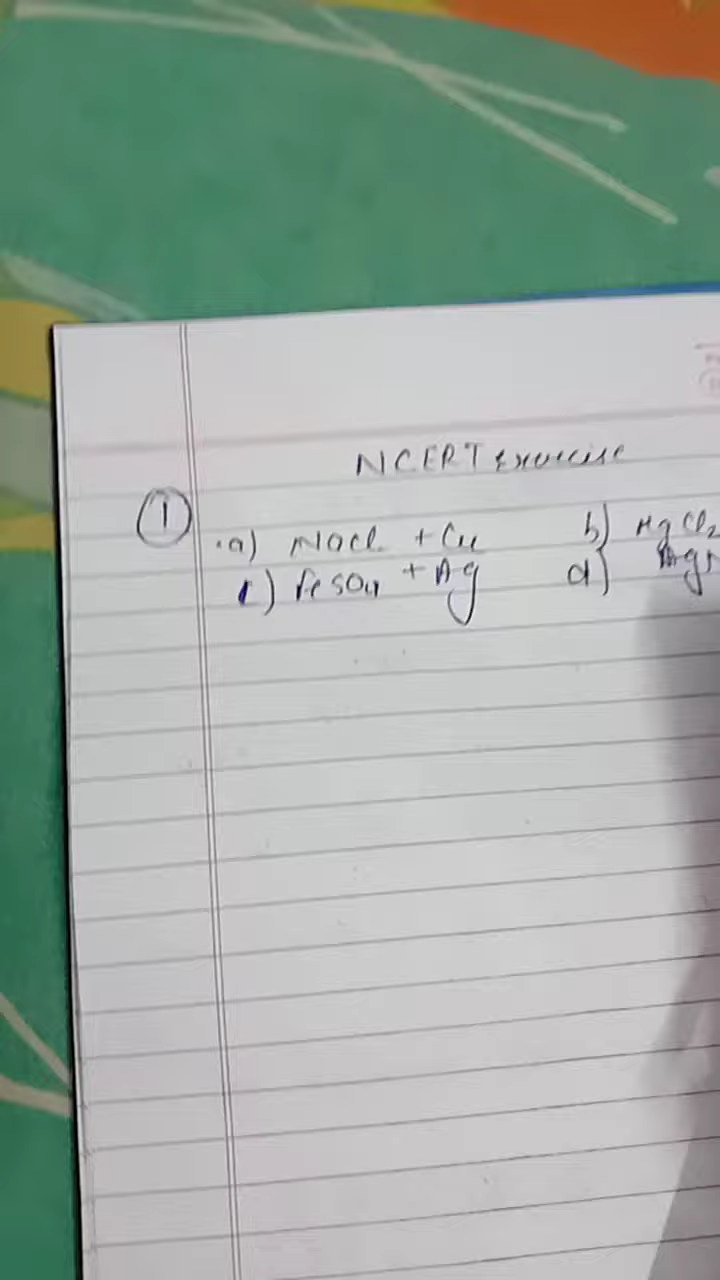 NCERT Exercise
① a) NaCl + Cu b) MgCl2
c) FeSO4 + Ag d)